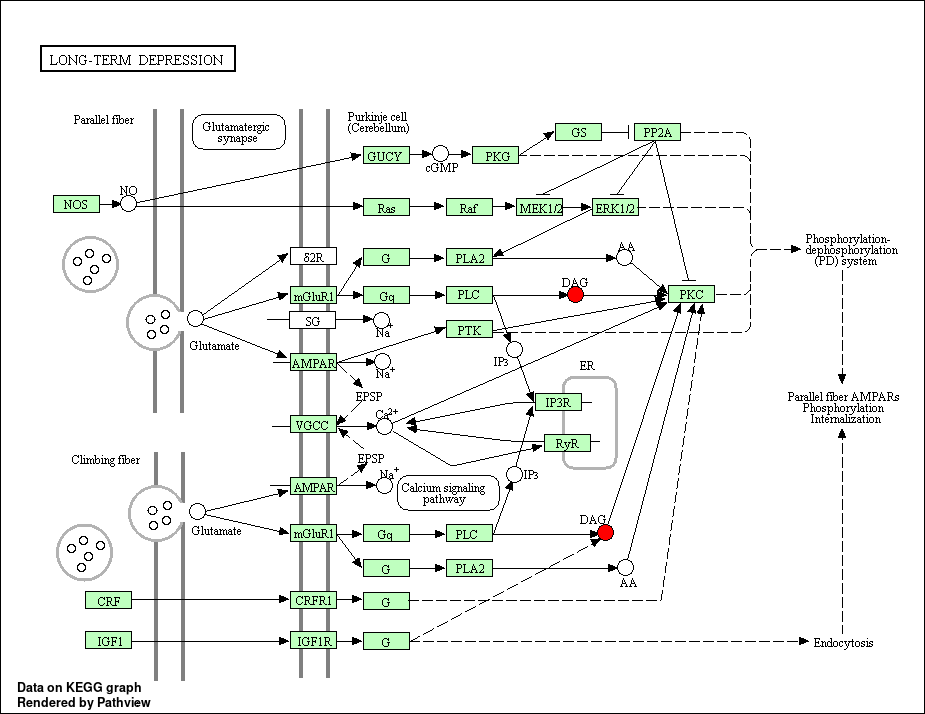 LONG-TERM DEPRESSION
Parallel fiber
Glutamatergic
synapse
Purkinje cell
(Cerebellum)
GS
PP2A
GUCY
cGMP
PKG
NO
NOS
Ras
Raf
MEK1/2
ERK1/2
δ2R
G
PLA2
AA
Phosphorylation-
dephosphorylation
(PD) system
mGluR1
Gq
PLC
DAG
PKC
SG
Na+
PTK
Glutamate
AMPAR
Na+
IP3
ER
EPSP
IP3R
Parallel fiber AMPARs
Phosphorylation
Internalization
VGCC
Ca2+
RyR
Climbing fiber
EPSP
Na+
IP3
AMPAR
Calcium signaling
pathway
Glutamate
mGluR1
Gq
PLC
DAG
G
PLA2
AA
CRF
CRFR1
G
IGF1
IGF1R
G
Endocytosis
Data on KEGG graph
Rendered by Pathview